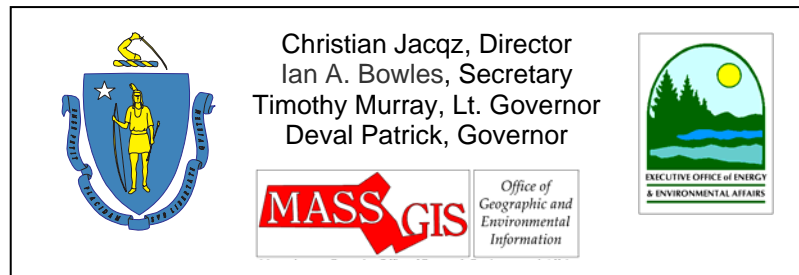 Christian Jacqz, Director
Ian A. Bowles, Secretary
Timothy Murray, Lt. Governor
Deval Patrick, Governor
MASS GIS
Office of
Geographic and
Environmental
Information
EXECUTIVE OFFICE of ENERGY
& ENVIRONMENTAL AFFAIRS